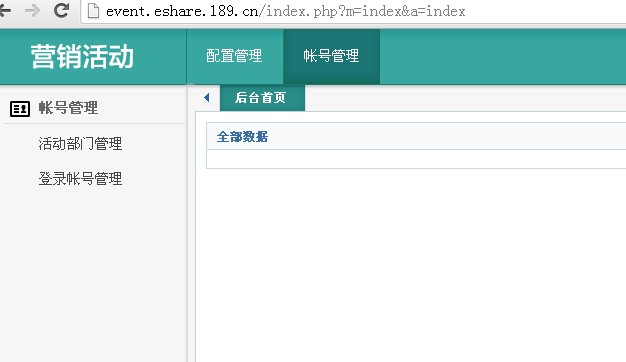 event.eshare.189.cn/index.php?m=index&a=index
营销活动
配置管理
帐号管理
帐号管理
活动部门管理
登录帐号管理
后台首页
全部数据